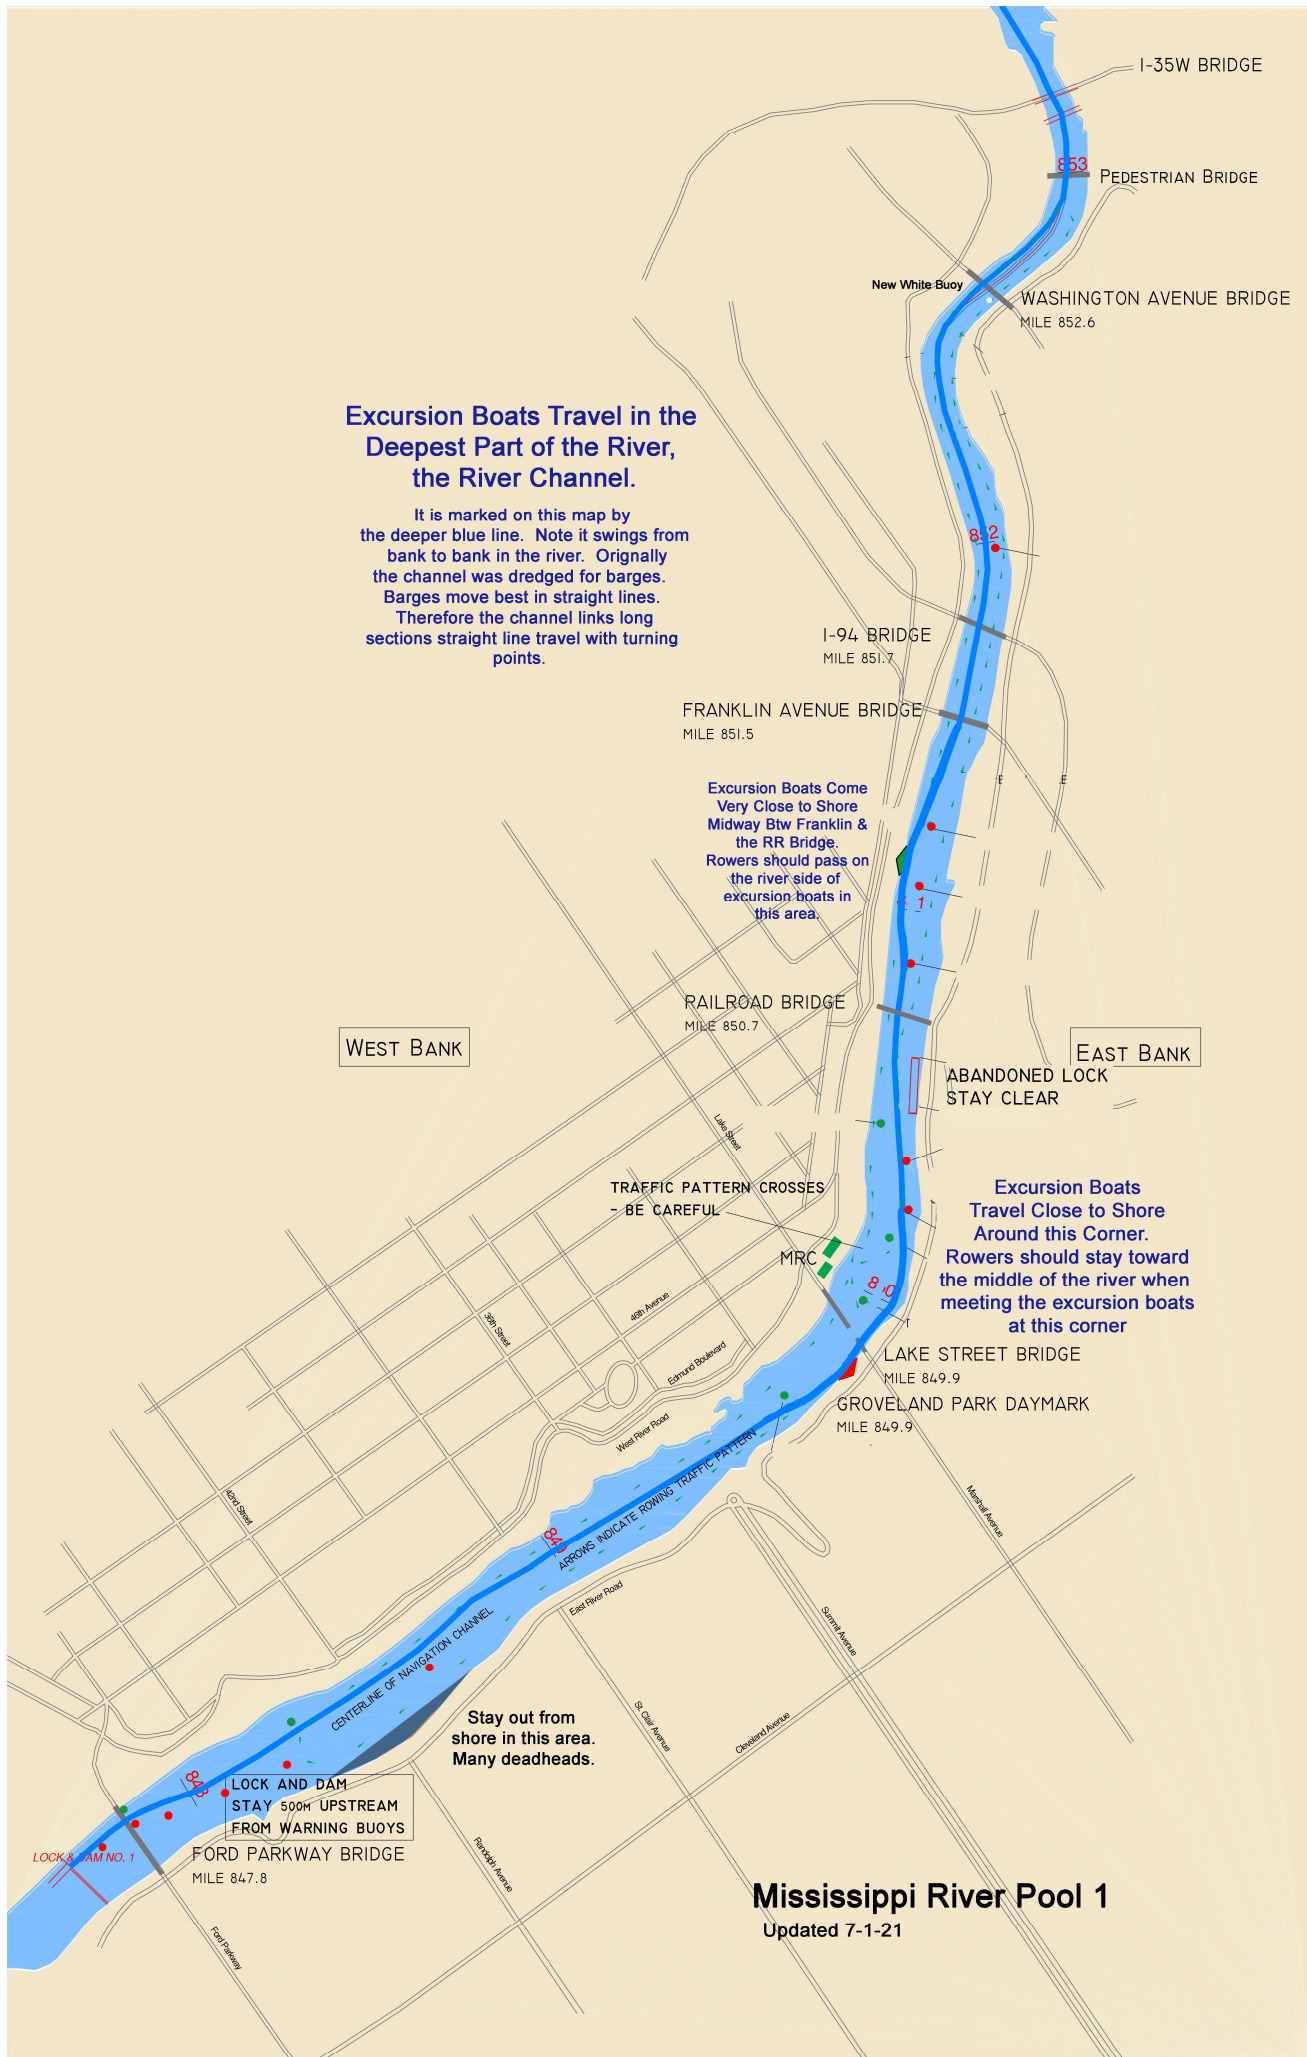 I-35W BRIDGE
853
PEDESTRIAN BRIDGE
New White Buoy
WASHINGTON AVENUE BRIDGE
MILE 852.6
Excursion Boats Travel in the
Deepest Part of the River,
the River Channel.
It is marked on this map by
the deeper blue line. Note it swings from
bank to bank in the river. Orignally
the channel was dredged for barges.
Barges move best in straight lines.
Therefore the channel links long
sections straight line travel with turning
points.
852
I-94 BRIDGE
MILE 851.7
FRANKLIN AVENUE BRIDGE
MILE 851.5
Excursion Boats Come
Very Close to Shore
Midway Btw Franklin &
the RR Bridge.
Rowers should pass on
the river side of
excursion boats in
this area.
1
RAILROAD BRIDGE
MILE 850.7
WEST BANK
EAST BANK
ABANDONED LOCK
STAY CLEAR
Lake Street
TRAFFIC PATTERN CROSSES
- BE CAREFUL
Excursion Boats
Travel Close to Shore
Around this Corner.
Rowers should stay toward
the middle of the river when
meeting the excursion boats
at this corner
MRC
8 0
46th Avenue
36th Street
Edmund Boulevard
LAKE STREET BRIDGE
MILE 849.9
GROVELAND PARK DAYMARK
MILE 849.9
West River Road
ARROWS INDICATE ROWING TRAFFIC PATTERN
42nd Street
Marshall Avenue
849
East River Road
Summit Avenue
CENTERLINE OF NAVIGATION CHANNEL
Stay out from
shore in this area.
Many deadheads.
St. Clair Avenue
Cleveland Avenue
848
LOCK AND DAM
STAY 500M UPSTREAM
FROM WARNING BUOYS
LOCK & DAM NO. 1
FORD PARKWAY BRIDGE
MILE 847.8
Randolph Avenue
Ford Parkway
Mississippi River Pool 1
Updated 7-1-21